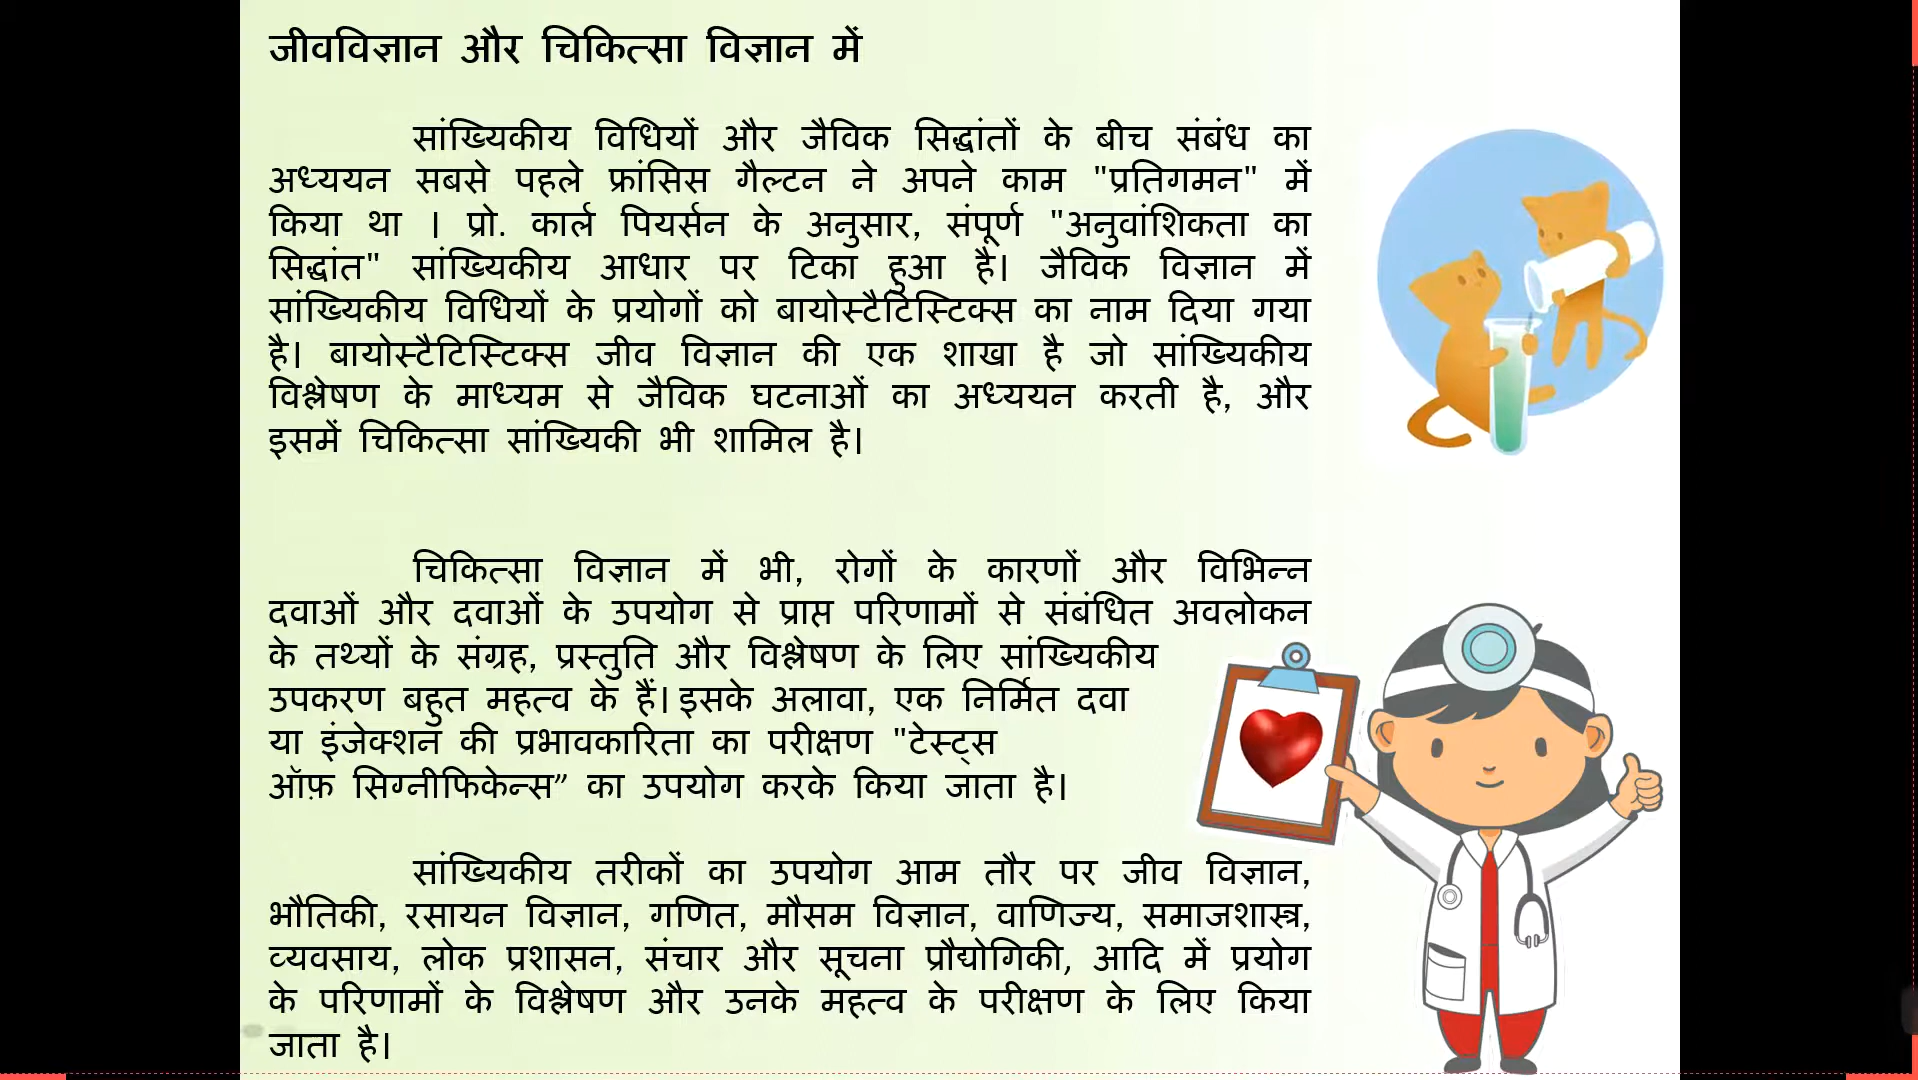 जीवविज्ञान और चिकित्सा विज्ञान में
सांख्यिकीय विधियों और जैविक सिद्धांतों के बीच संबंध का
अध्ययन सबसे पहले फ्रांसिस गैल्टन ने अपने काम "प्रतिगमन" में
किया था । प्रो. कार्ल पियर्सन के अनुसार, संपूर्ण "अनुवांशिकता का
सिद्धांत" सांख्यिकीय आधार पर टिका हुआ है। जैविक विज्ञान में
सांख्यिकीय विधियों के प्रयोगों को बायोस्टैटिस्टिक्स का नाम दिया गया
है। बायोस्टैटिस्टिक्स जीव विज्ञान की एक शाखा है जो सांख्यिकीय
विश्लेषण के माध्यम से जैविक घटनाओं का अध्ययन करती है, और
इसमें चिकित्सा सांख्यिकी भी शामिल है।
चिकित्सा विज्ञान में भी, रोगों के कारणों और विभिन्न
दवाओं और दवाओं के उपयोग से प्राप्त परिणामों से संबंधित अवलोकन
के तथ्यों के संग्रह, प्रस्तुति और विश्लेषण के लिए सांख्यिकीय
उपकरण बहुत महत्व के हैं। इसके अलावा, एक निर्मित दवा
या इंजेक्शन की प्रभावकारिता का परीक्षण "टेस्ट्स
ऑफ़ सिग्नीफिकेन्स” का उपयोग करके किया जाता है।
सांख्यिकीय तरीकों का उपयोग आम तौर पर जीव विज्ञान,
भौतिकी, रसायन विज्ञान, गणित, मौसम विज्ञान, वाणिज्य, समाजशास्त्र,
व्यवसाय, लोक प्रशासन, संचार और सूचना प्रौद्योगिकी, आदि में प्रयोग
के परिणामों के विश्लेषण और उनके महत्व के परीक्षण के लिए किया
जाता है।